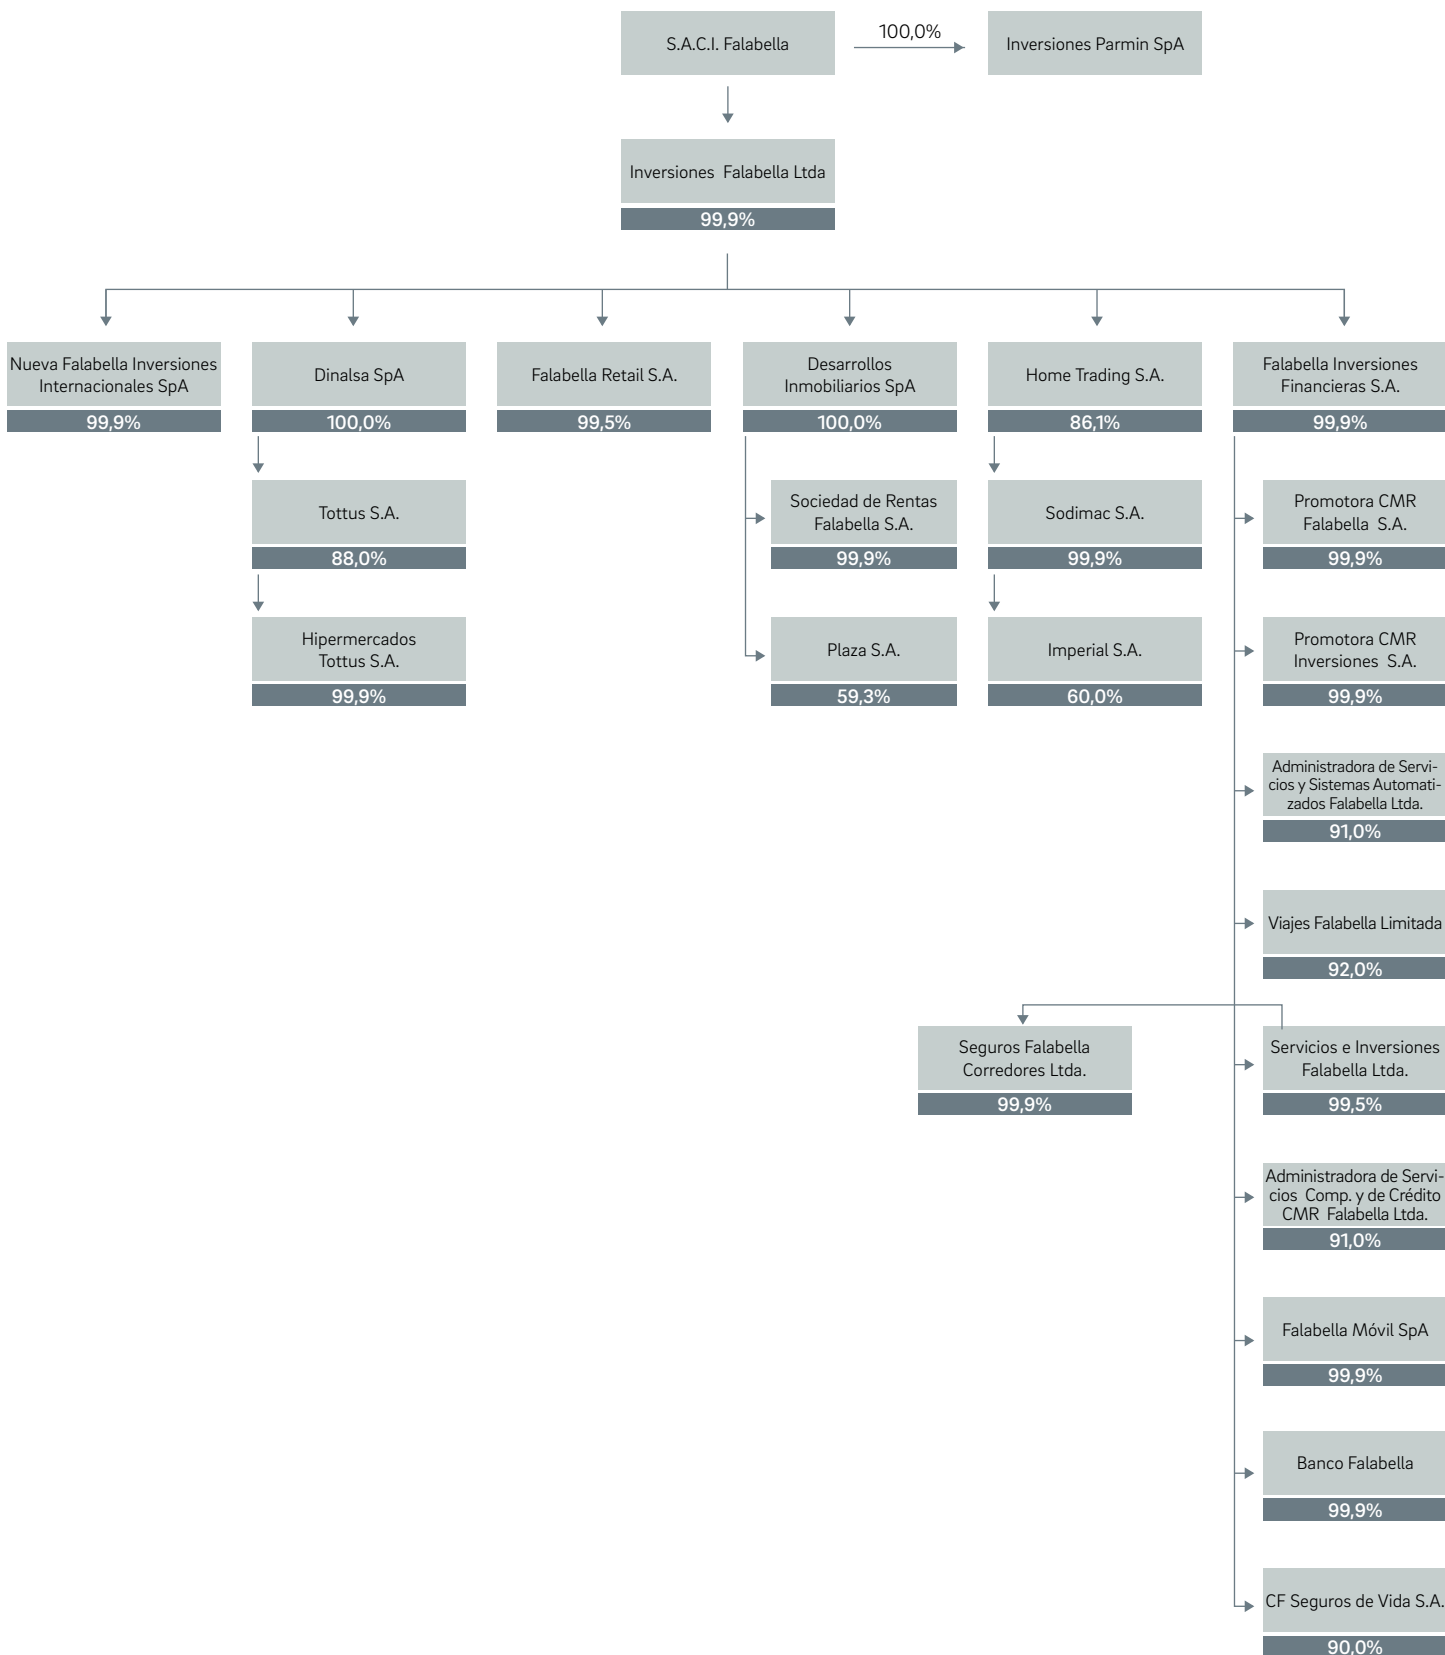 S.A.C.I. Falabella
100,0%
Inversiones Parmin SpA
Inversiones Falabella Ltda
99,9%
Nueva Falabella Inversiones
Internacionales SpA
99,9%
Dinalsa SpA
100,0%
Falabella Retail S.A.
99,5%
Desarrollos
Inmobiliarios SpA
100,0%
Home Trading S.A.
86,1%
Falabella Inversiones
Financieras S.A.
99,9%
Tottus S.A.
88,0%
Sociedad de Rentas
Falabella S.A.
99,9%
Sodimac S.A.
99,9%
Promotora CMR
Falabella S.A.
99,9%
Hipermercados
Tottus S.A.
99,9%
Plaza S.A.
59,3%
Imperial S.A.
60,0%
Promotora CMR
Inversiones S.A.
99,9%
Administradora de Servi-
cios y Sistemas Automati-
zados Falabella Ltda.
91,0%
Viajes Falabella Limitada
92,0%
Seguros Falabella
Corredores Ltda.
99,9%
Servicios e Inversiones
Falabella Ltda.
99,5%
Administradora de Servi-
cios Comp. y de Crédito
CMR Falabella Ltda.
91,0%
Falabella Móvil SpA
99,9%
Banco Falabella
99,9%
CF Seguros de Vida S.A.
90,0%